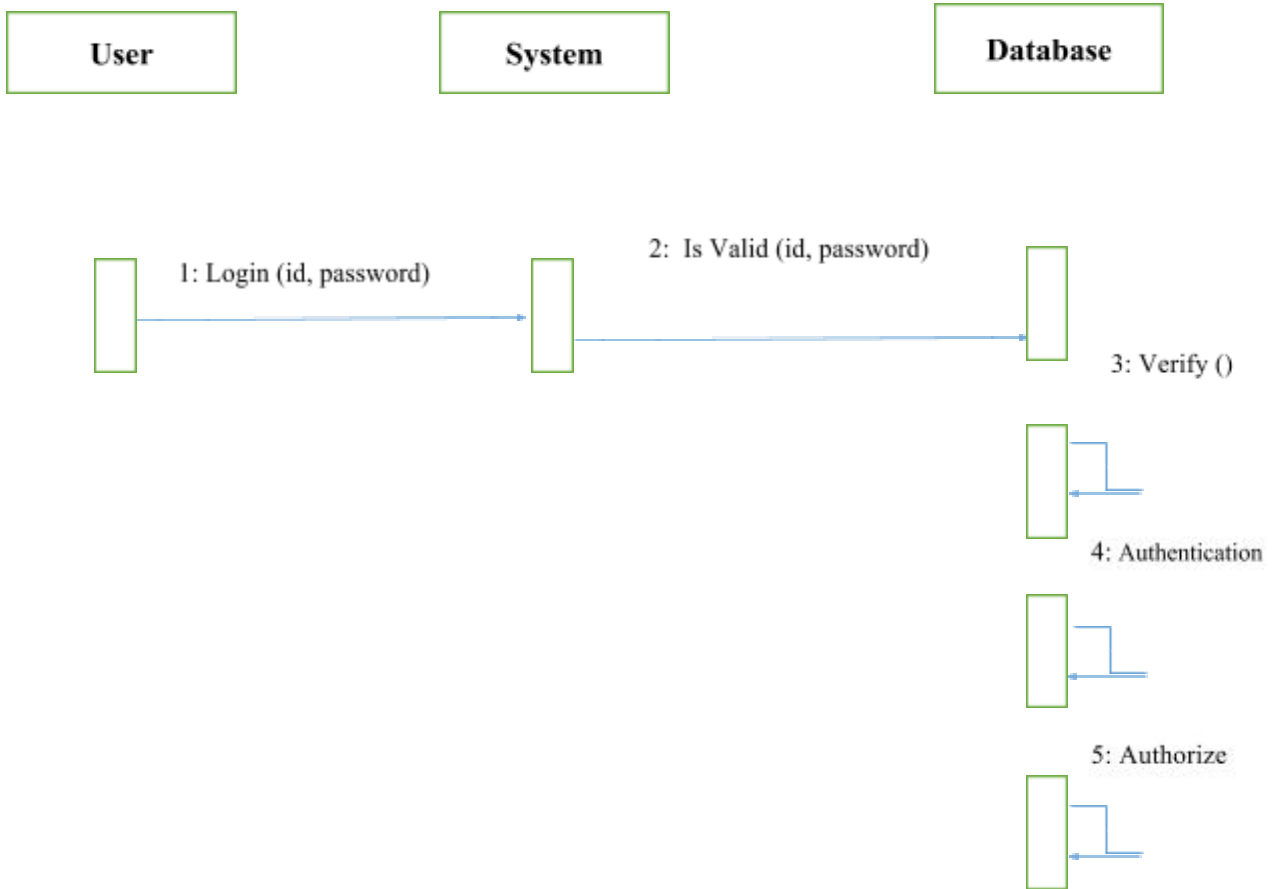 User
System
Database
1: Login (id, password)
2:  Is Valid (id, password)
3: Verify ()
4: Authentication
5: Authorize